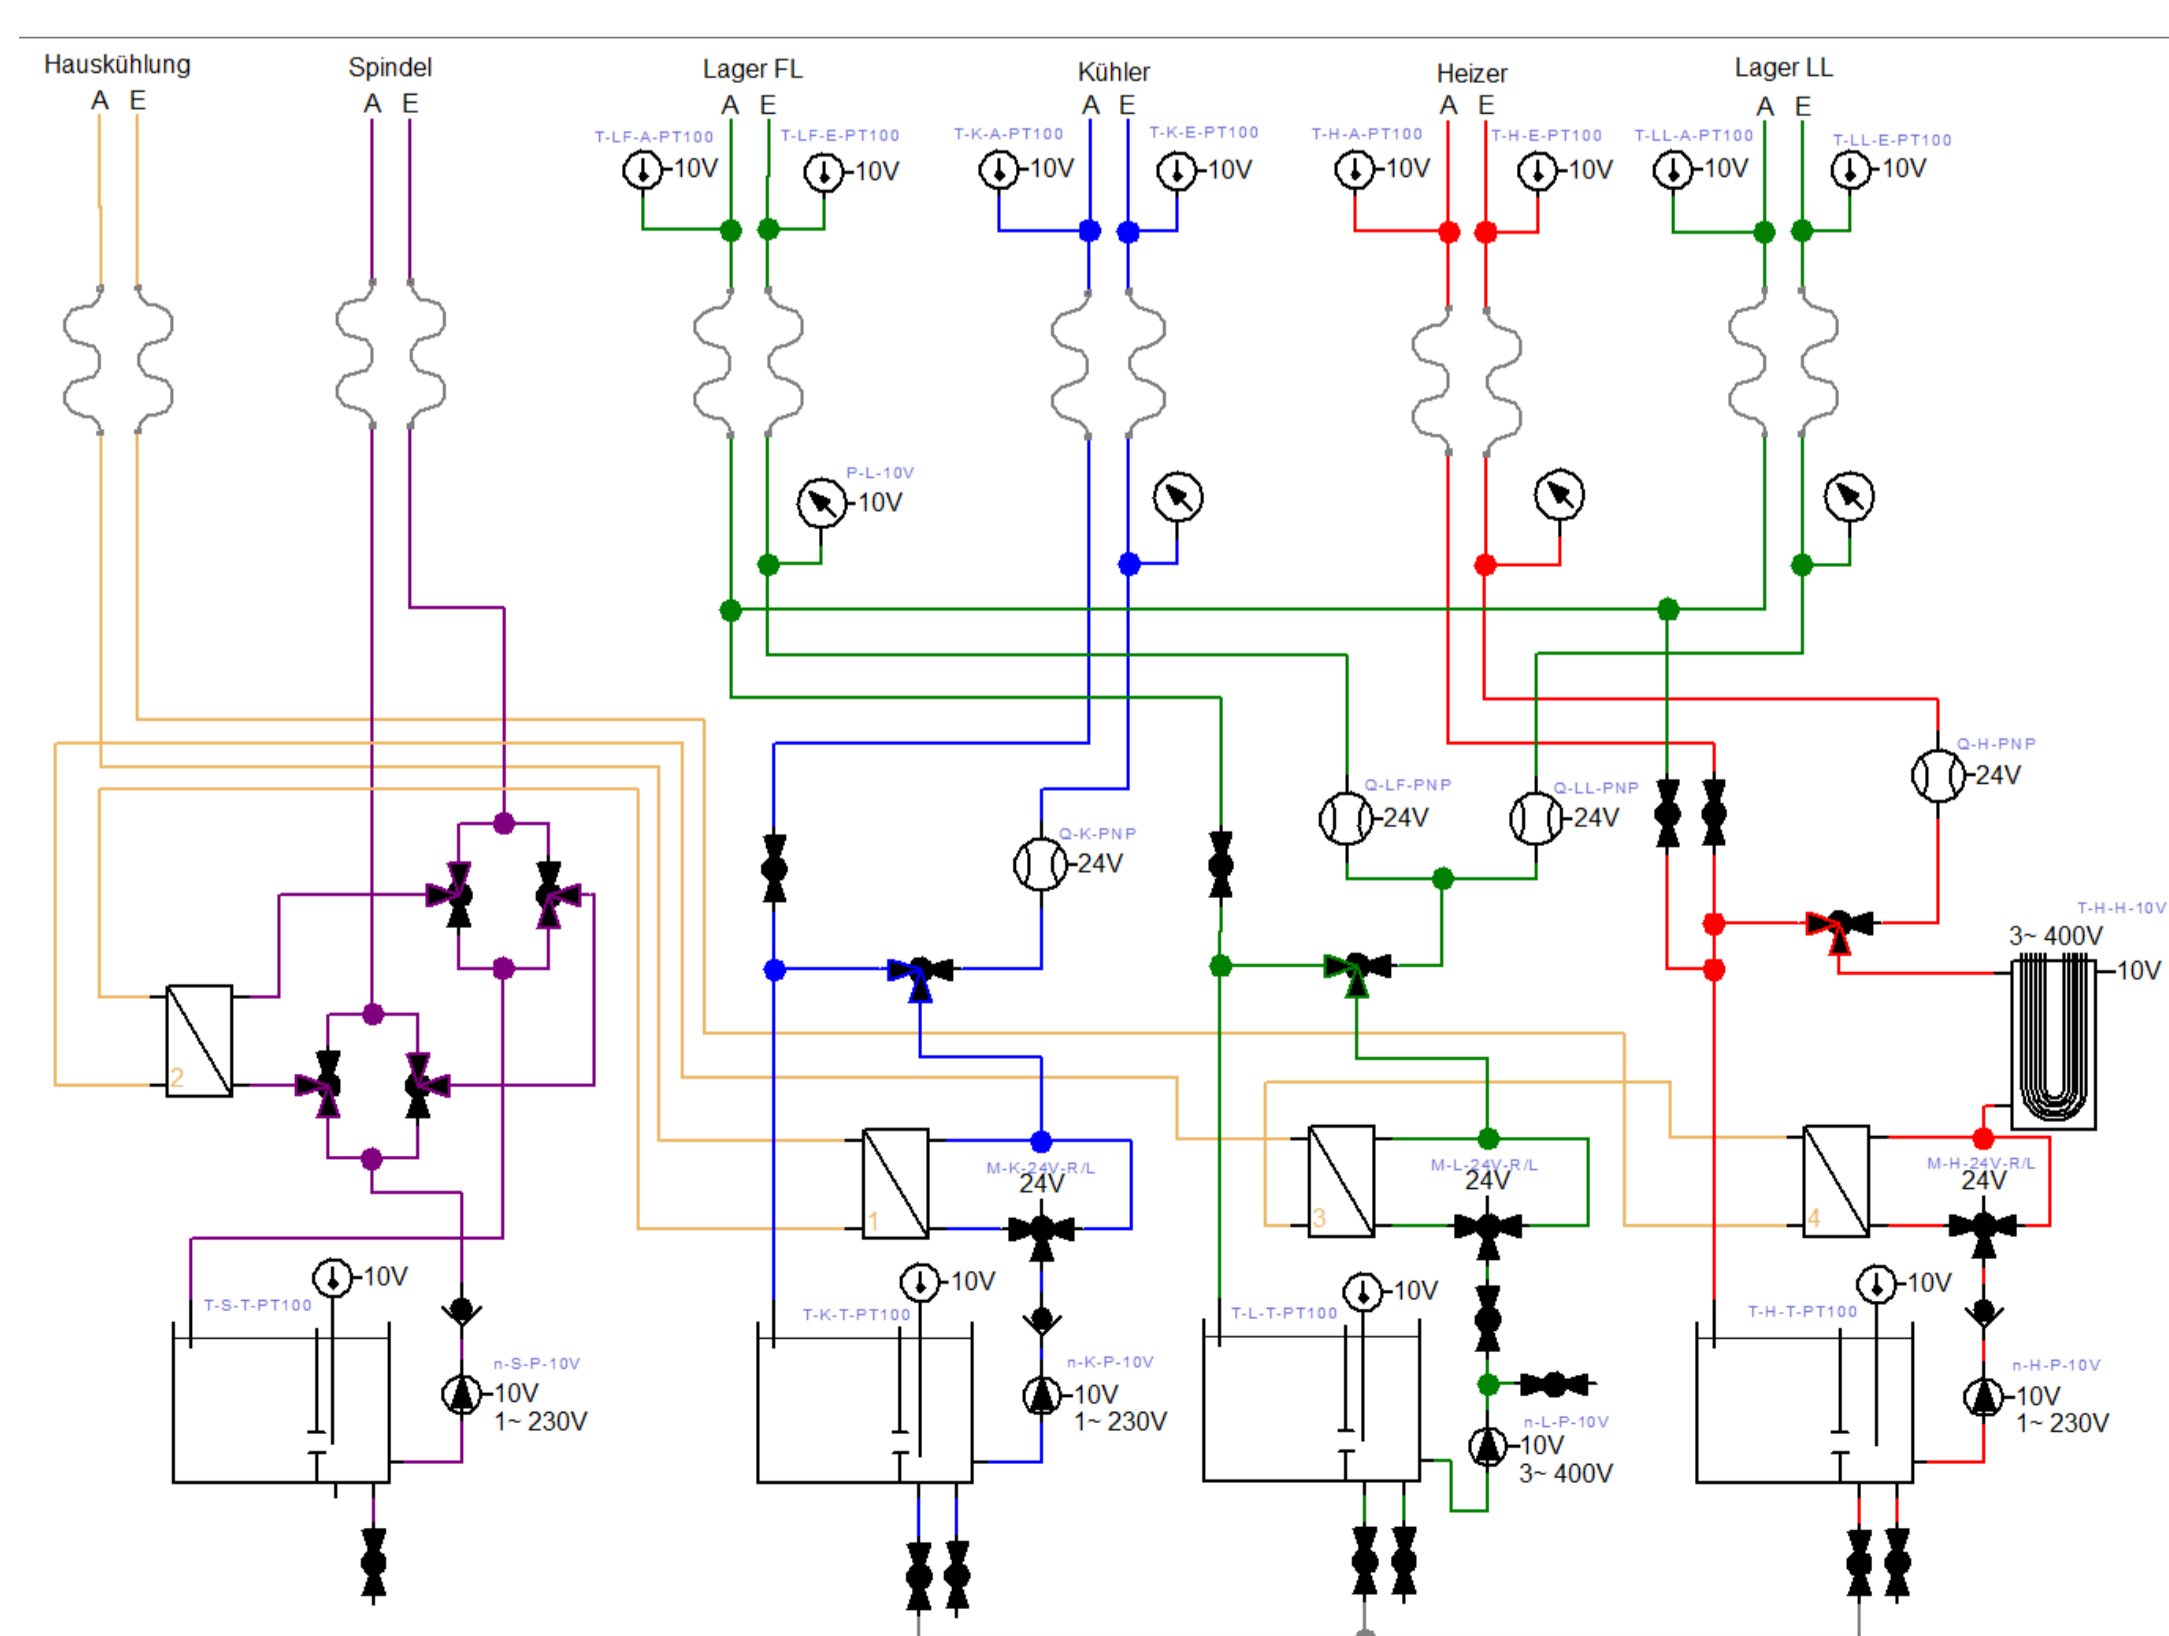 Hauskühlung
Spindel
Lager FL
Kühler
Heizer
Lager LL
A E
A E
A E
A E
A E
A E
T-LF-A-PT100
10V
T-LF-E-PT100
10V
T-K-A-PT100
10V
T-K-E-PT100
10V
T-H-A-PT100
10V
T-H-E-PT100
10V
T-LL-A-PT100
10V
T-LL-E-PT100
10V
P-L-10V
10V
Q-H-PNP
24V
Q-LF-PNP
24V
Q-LL-PNP
24V
Q-K-PNP
24V
T-H-H-10V
3~ 400V
10V
2
M-K-24V-R/L
24V
1
M-L-24V-R/L
24V
3
M-H-24V-R/L
24V
4
10V
T-S-T-PT100
10V
T-K-T-PT100
10V
T-L-T-PT100
10V
T-H-T-PT100
n-S-P-10V
10V
1~ 230V
n-K-P-10V
10V
1~ 230V
n-L-P-10V
10V
3~ 400V
n-H-P-10V
10V
1~ 230V